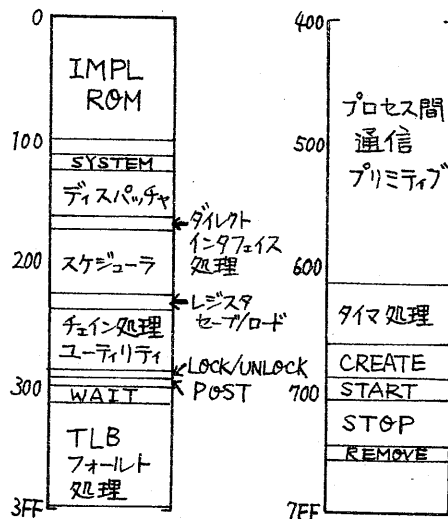 0
IMPL
ROM
100
SYSTEM
ディスパッチャ
ダイレクト
インタフェイス
処理
200
スケジューラ
レジスタ
セーブ/ロード
チェイン処理
ユーティリティ
LOCK/UNLOCK
300
POST
WAIT
TLB
フォールト
処理
3FF
400
プロセス間
500
通信
プリミティブ
600
タイマ処理
CREATE
700
START
STOP
REMOVE
7FF